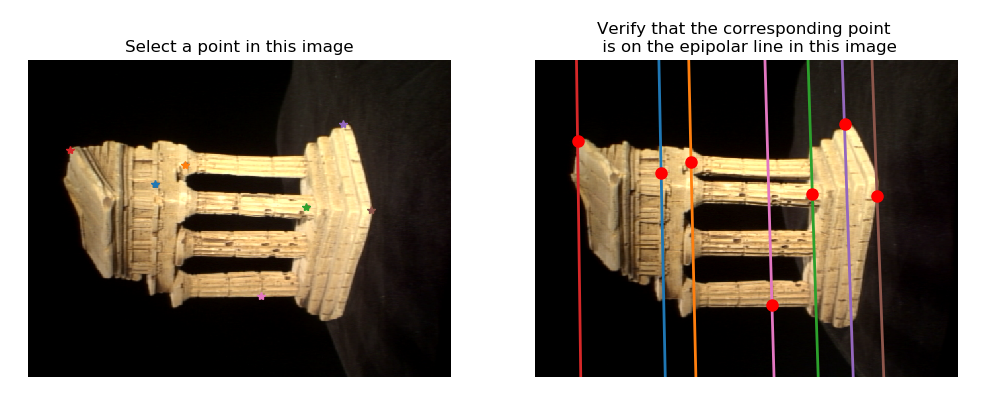 Select a point in this image
Verify that the corresponding point
is on the epipolar line in this image